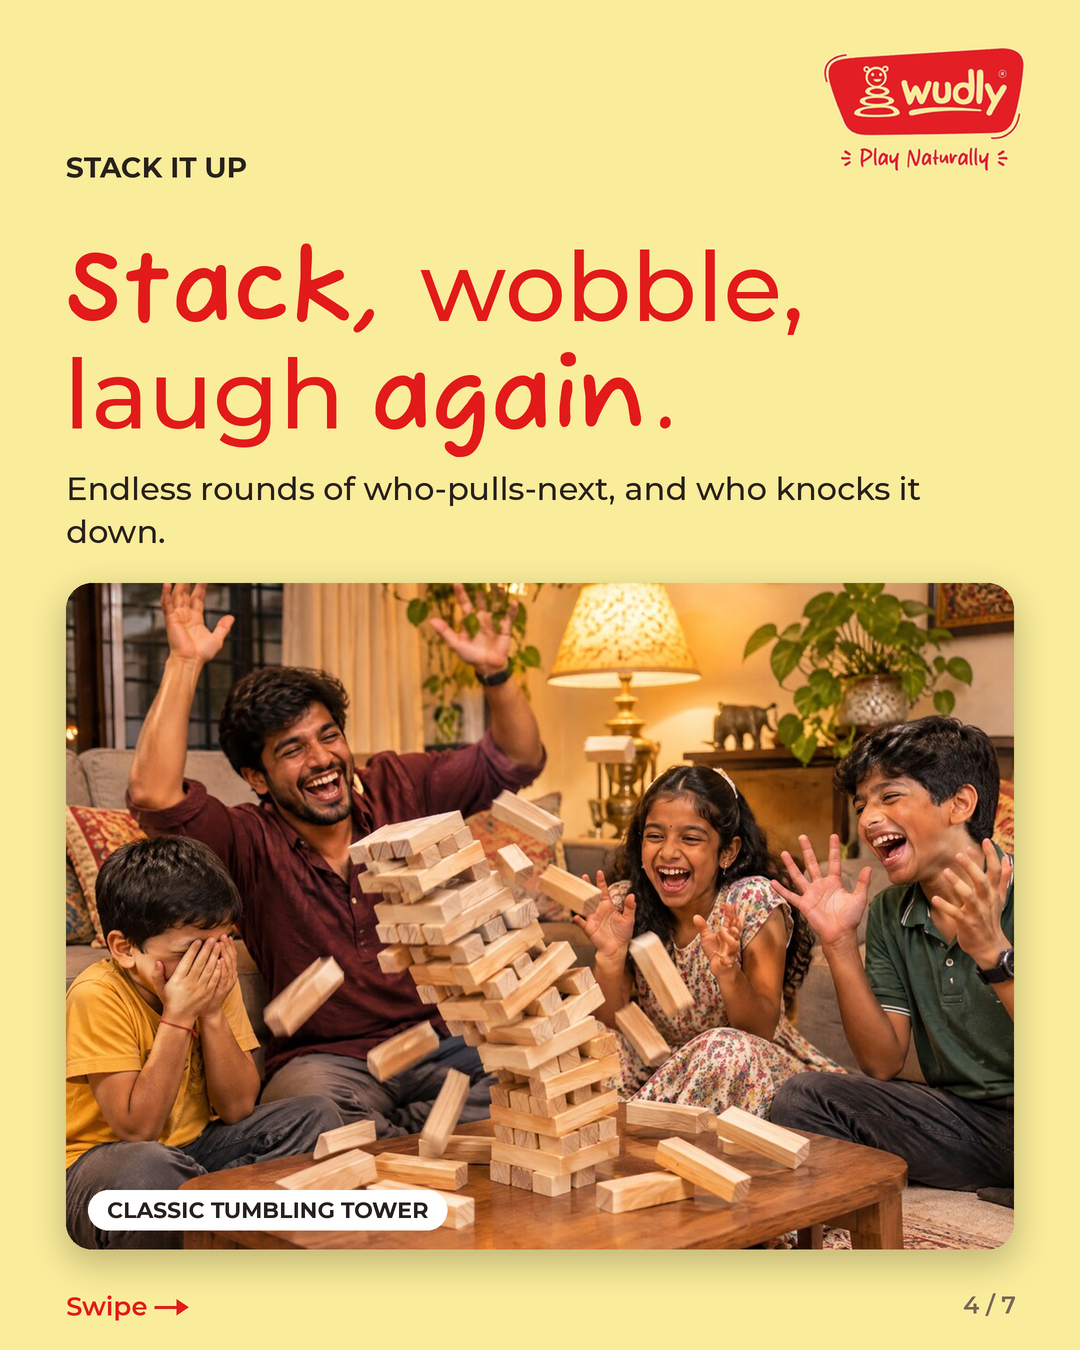 wudly®
Play Naturally
STACK IT UP
Stack, wobble,
laugh again.
Endless rounds of who-pulls-next, and who knocks it
down.
CLASSIC TUMBLING TOWER
Swipe →
4 / 7